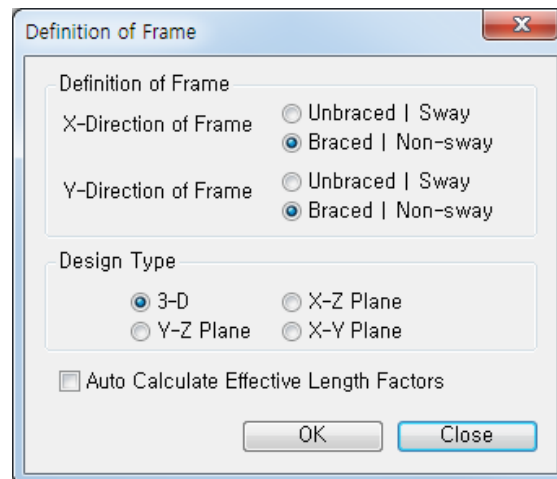 Definition of Frame
Definition of Frame
X-Direction of Frame
Unbraced | Sway
Braced | Non-sway
Y-Direction of Frame
Unbraced | Sway
Braced | Non-sway
Design Type
3-D
X-Z Plane
Y-Z Plane
X-Y Plane
Auto Calculate Effective Length Factors
OK
Close